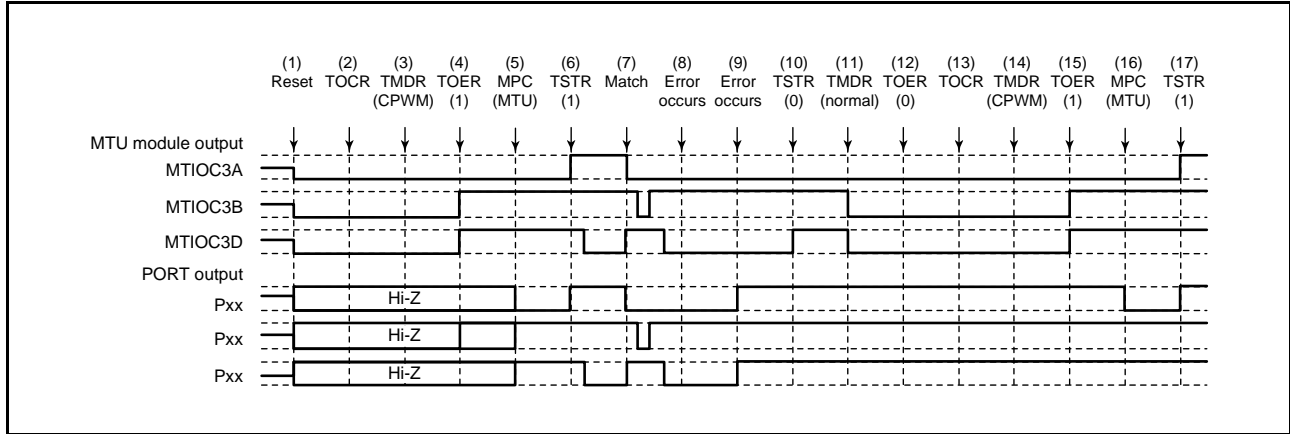 (1) (2) (3) (4) (5) (6) (7) (8) (9) (10) (11) (12) (13) (14) (15) (16) (17)
Reset TOCR TMDR TOER MPC TSTR Match Error Error TSTR TMDR TOER TOCR TMDR TOER MPC TSTR
(CPWM) (1) (MTU) (1) occurs occurs (0) (normal) (0) (CPWM) (1) (MTU) (1)
MTU module output
MTIOC3A
MTIOC3B
MTIOC3D
PORT output
Pxx Hi-Z
Pxx Hi-Z
Pxx Hi-Z